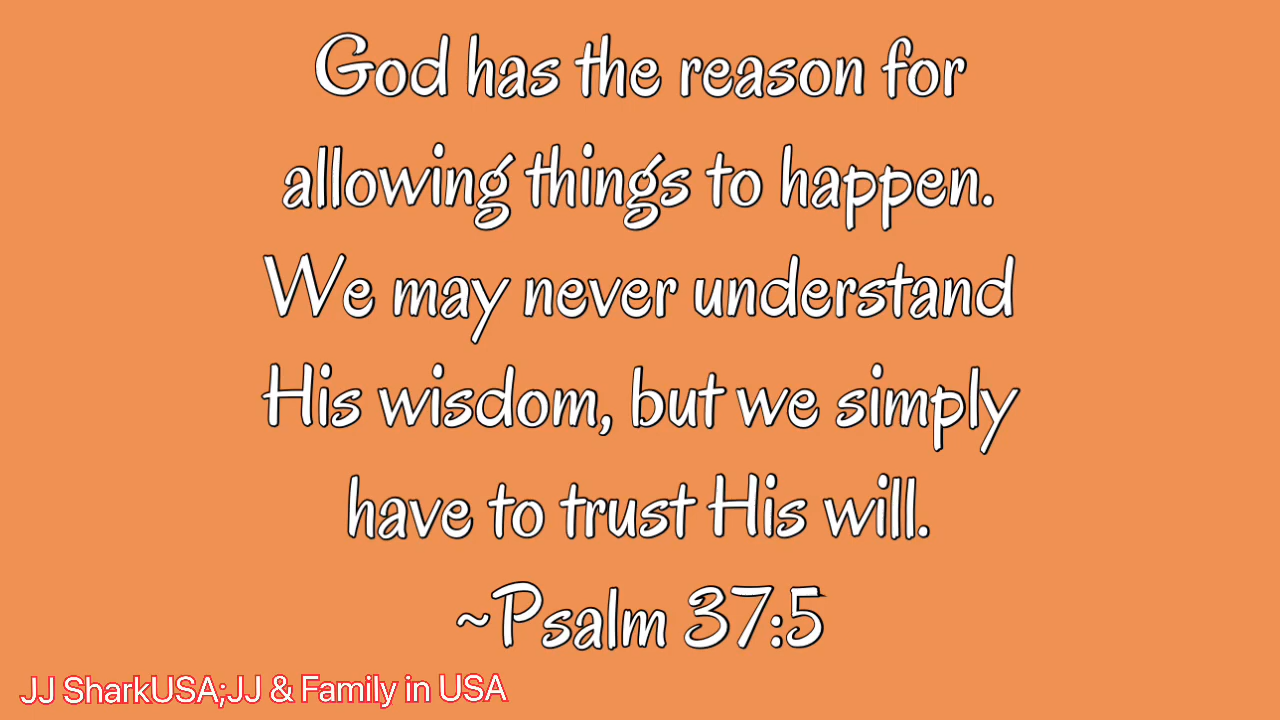 God has the reason for
allowing things to happen.
We may never understand
His wisdom, but we simply
have to trust His will.
~Psalm 37:5
JJ SharkUSA;JJ & Family in USA